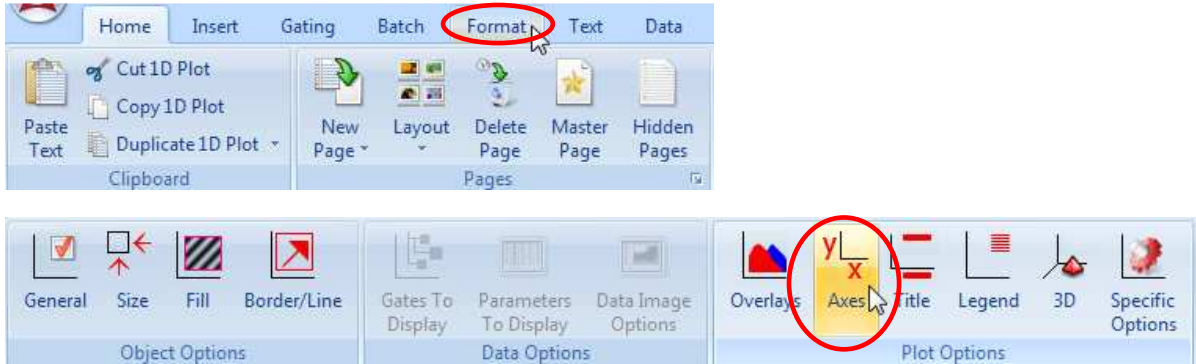 Home Insert Gating Batch Format Text Data
Cut 1D Plot
Copy 1D Plot
Duplicate 1D Plot
Paste Text
New Page
Layout
Delete Page
Master Page
Hidden Pages
Clipboard Pages
General Size Fill Border/Line
Gates To Display
Parameters To Display
Data Image Options
Overlays
y
x
Axes Title Legend 3D
Specific Options
Object Options Data Options Plot Options